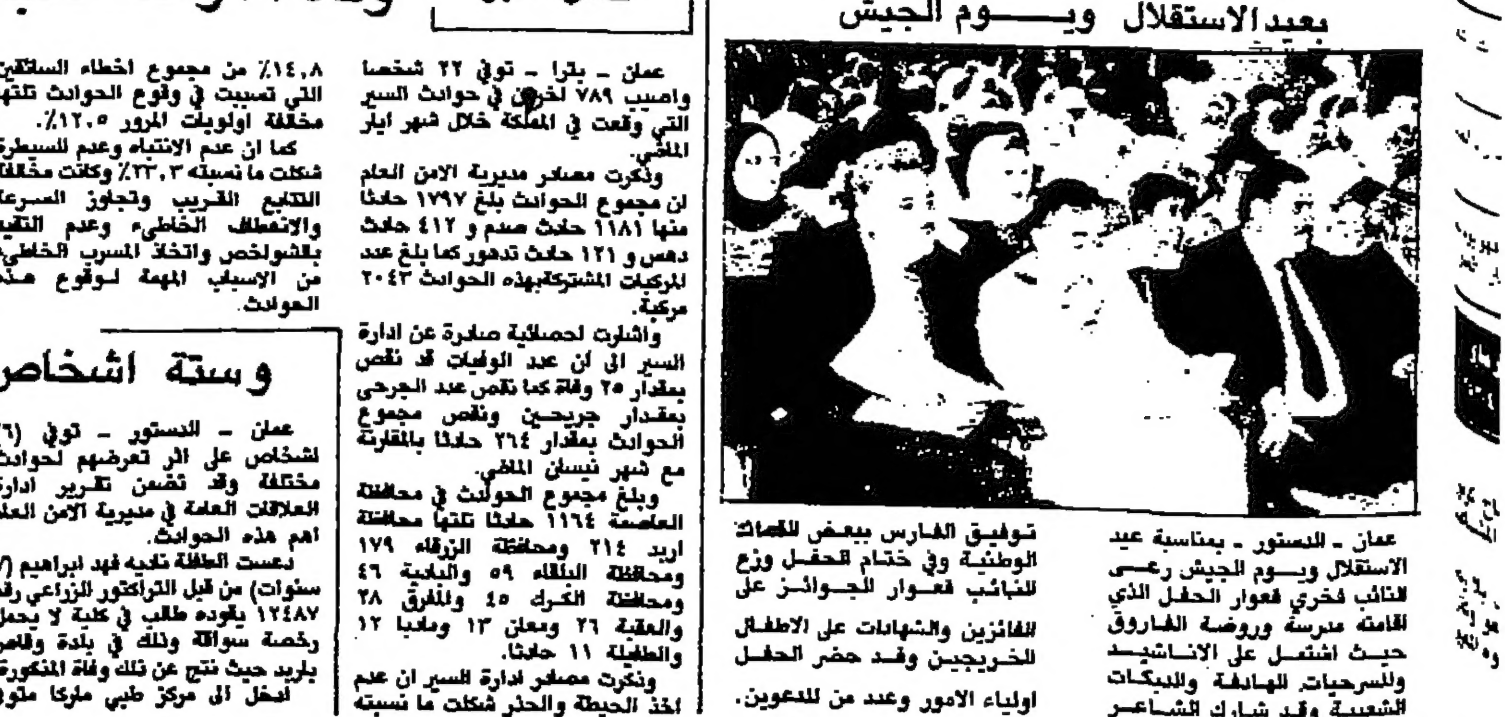 بعيد الاستقلال ويـــوم الجيش
عمان ـ الدستور ـ بمناسبة عيد
الاستقلال ويـــوم الجيش رعـــى
النائب فخري قعوار الحفل الذي
اقامته مدرسة وروضة الفاروق
حيث اشتمل على الاناشيد
والسرحيات الهادفة والدبكات
الشعبية وقد شارك الشاعر
توفيق الفارس ببعض القصائد
الوطنية وفي ختام الحفل وزع
النائب قعوار الجوائز على
الفائزين والشهادات على الاطفال
الخريجين وقد حضر الحفل
اولياء الامور وعدد من المدعوين.
عمان ـ بترا ـ توفي ٢٢ شخصا
واصيب ٧٨٩ اخرون في حوادث السير
التي وقعت في المملكة خلال شهر ايار
الماضي.
وذكرت مصادر مديرية الامن العام
ان مجموع الحوادث بلغ ١٧٩٧ حادثا
منها ١١٨١ حادث صدم و ٤١٢ حادث
دهس و ١٢١ حادث تدهور كما بلغ عدد
المركبات المشتركة بهذه الحوادث ٢٠٤٣
مركبة.
واشارت احصائية صادرة عن ادارة
السير الى ان عدد الوفيات قد نقص
بمقدار ٢٥ وفاة كما نقص عدد الجرحى
بمقدار جريحين ونقص مجموع
الحوادث بمقدار ٢٦٤ حادثا بالمقارنة
مع شهر نيسان الماضي.
وبلغ مجموع الحوادث في محافظة
العاصمة ١١٦٤ حادثا تلتها محافظة
اربد ٢١٤ ومحافظة الزرقاء ١٧٩
ومحافظة البلقاء ٥٩ والبادية ٤٦
ومحافظة الكرك ٤٥ والمفرق ٢٨
والعقبة ٢٦ ومعان ١٣ ومادبا ١٢
والطفيلة ١١ حادثا.
وذكرت مصادر ادارة السير ان عدم
اخذ الحيطة والحذر شكلت ما نسبته
١٤,٨٪ من مجموع اخطاء السائقين
التي تسببت في وقوع الحوادث تلتها
مخالفة اولويات المرور ١٢,٥٪.
كما ان عدم الانتباه وعدم السيطرة
شكلت ما نسبته ٢٣,٣٪ وكانت مخالفة
التتابع القريب وتجاوز السرعة
والانعطاف الخاطىء وعدم التقيد
بالشواخص واتخاذ المسرب الخاطىء
من الاسباب المهمة لوقوع هذه
الحوادث.
وستة اشخاص
عمان ـ الدستور ـ توفي (٦)
اشخاص على اثر تعرضهم لحوادث
مختلفة وقد تضمن تقرير ادارة
العلاقات العامة في مديرية الامن العام
اهم هذه الحوادث.
دعست الطفلة ناديه فهد ابراهيم (٧
سنوات) من قبل التراكتور الزراعي رقم
١٢٤٨٧ يقوده طالب في كلية لا يحمل
رخصة سواقة وذلك في بلدة وقاص
باربد حيث نتج عن ذلك وفاة المذكورة.
ادخل الى مركز طبي ماركا متوفى